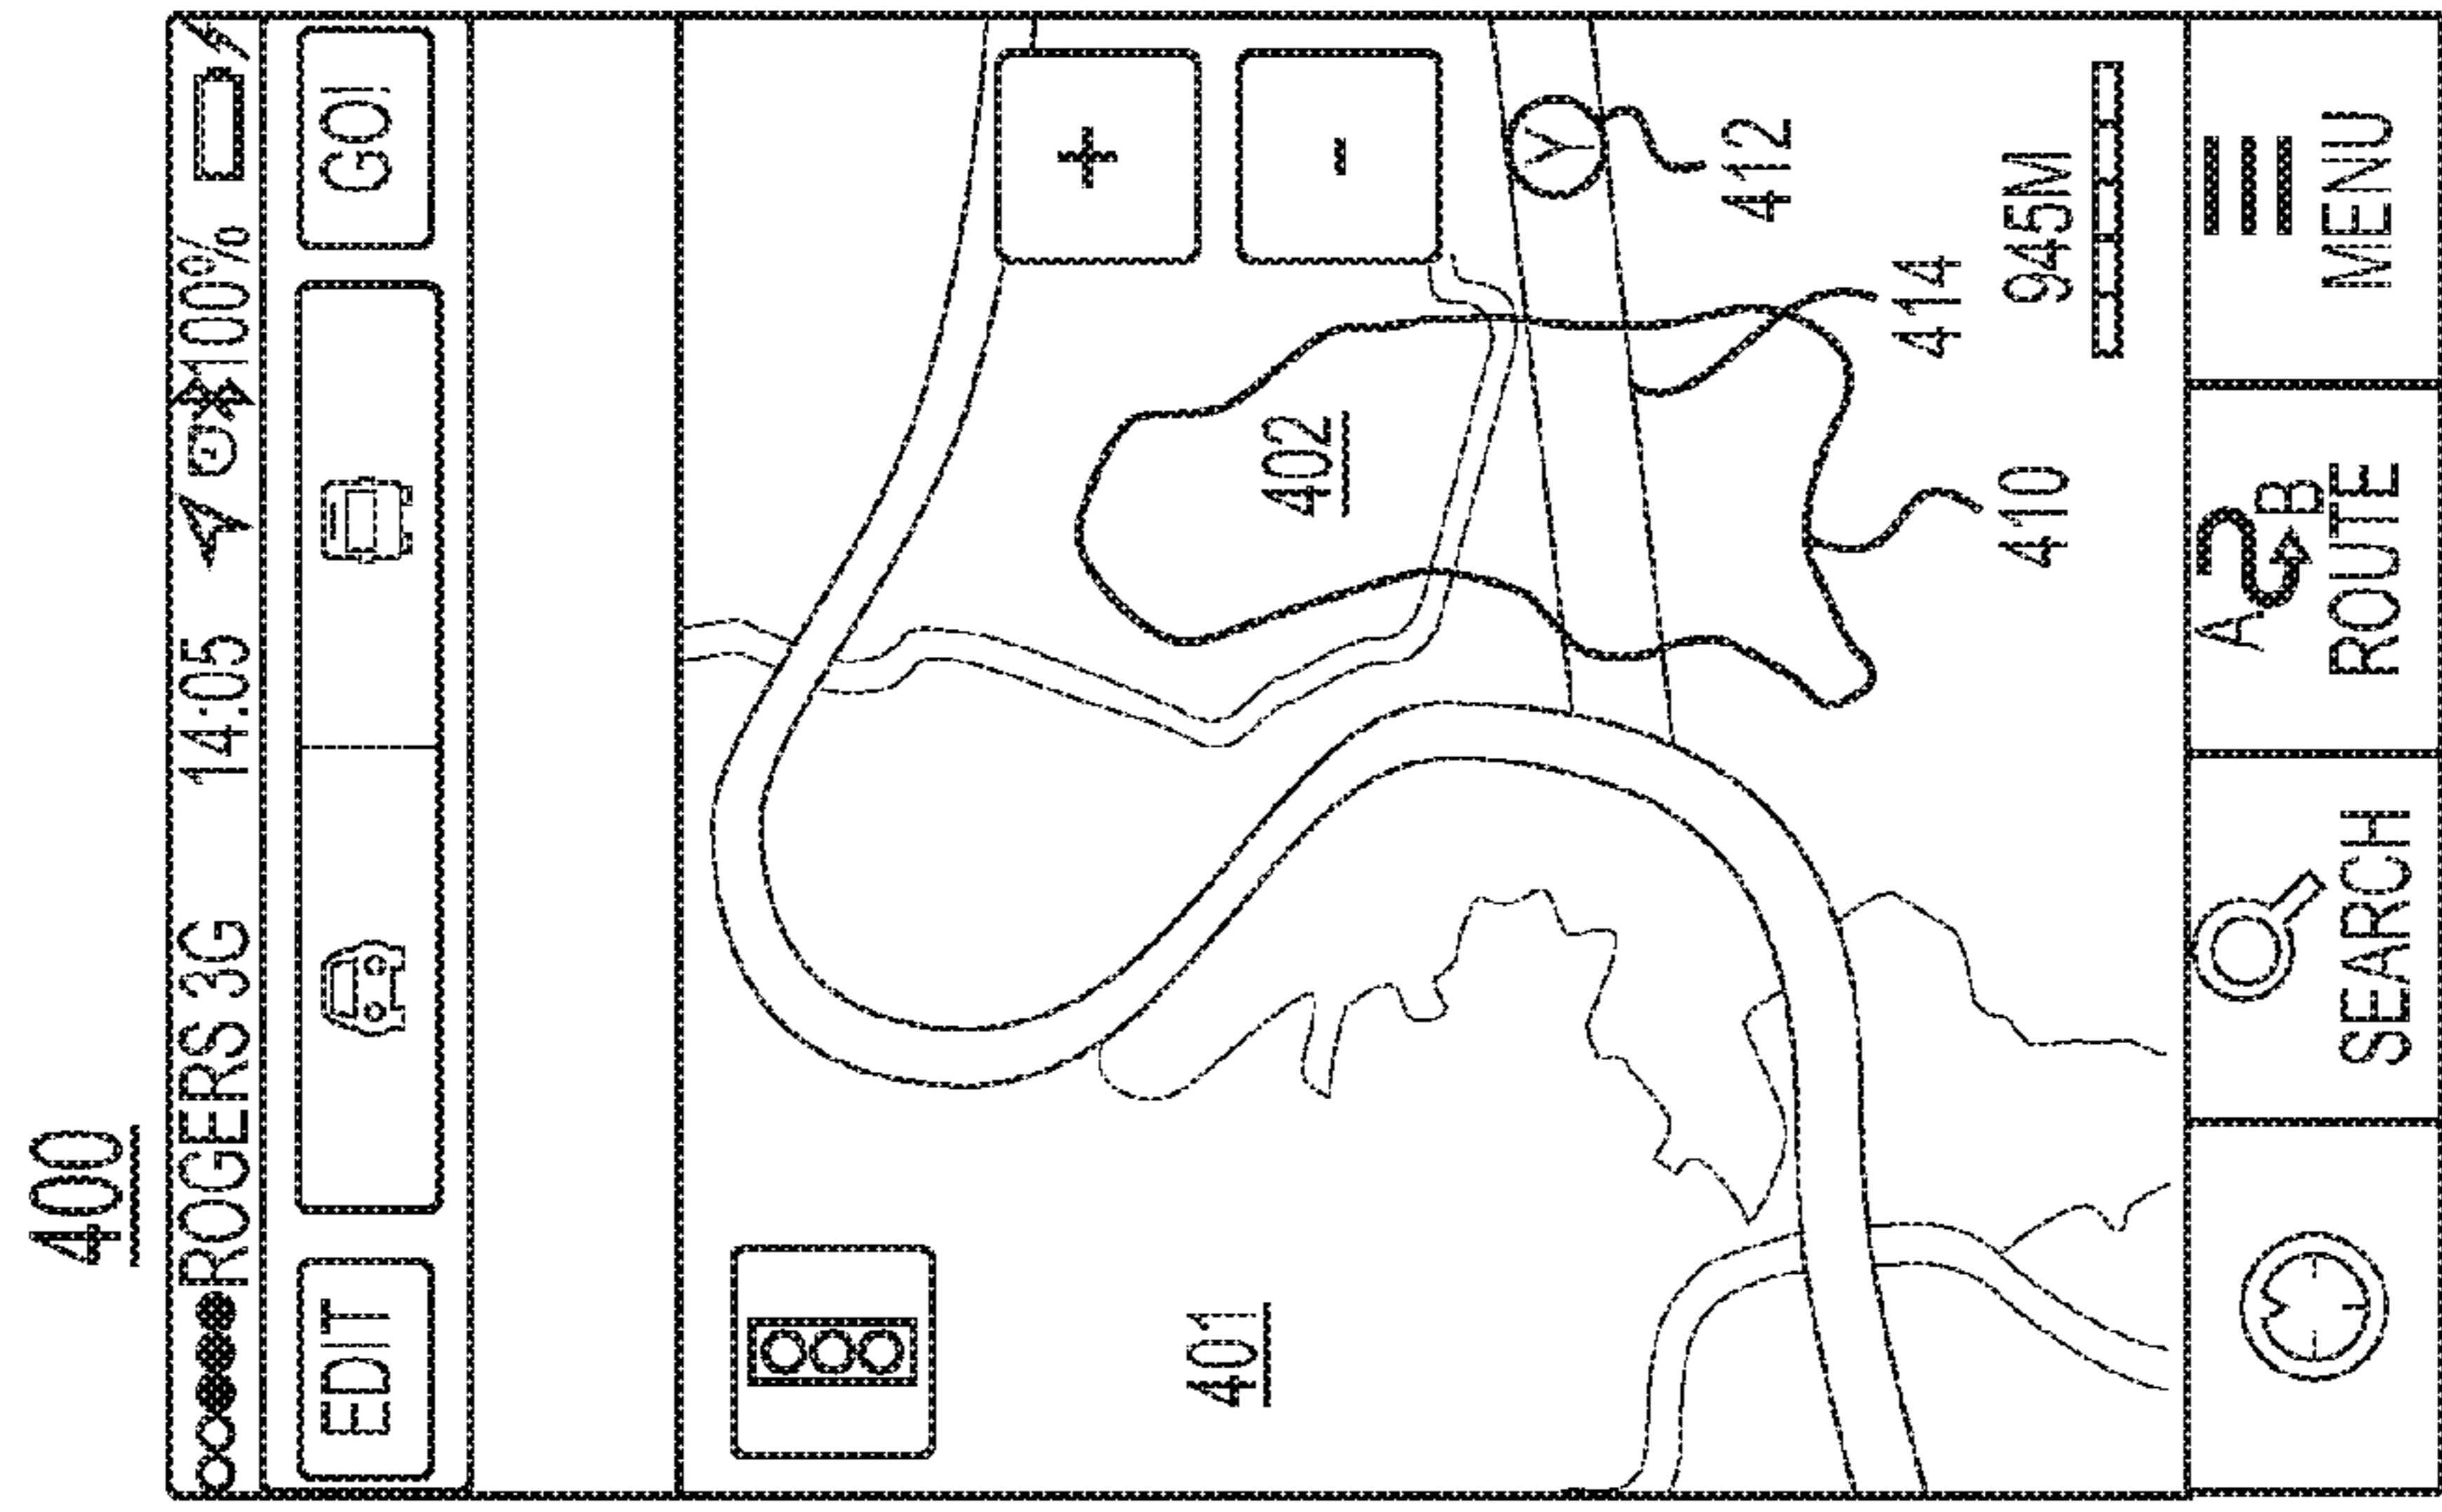 400
ROGERS 3G 14:05 100%
EDIT GO!
+
-
401
402
Y
412
414
410
945M
A B
SEARCH ROUTE MENU